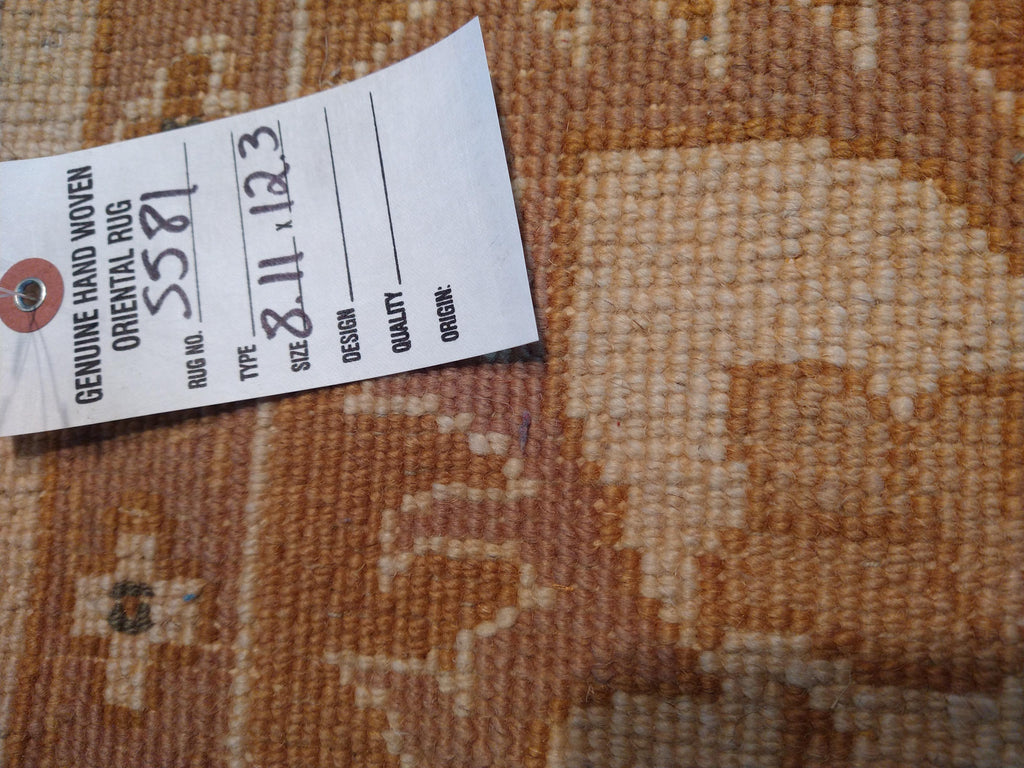 GENUINE HAND WOVEN
ORIENTAL RUG
RUG NO. 5581
TYPE
SIZE 8.11 x 12.3
DESIGN
QUALITY
ORIGIN: